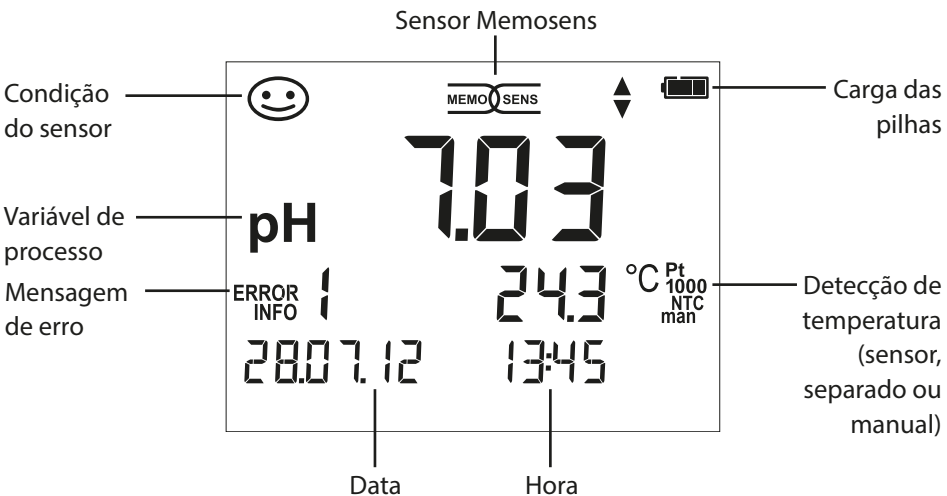 Sensor Memosens
Condição
do sensor
MEMO SENS
Carga das
pilhas
7.03
Variável de
processo
pH
Mensagem
de erro
ERROR
INFO
1
24.3
°C
Pt
1000
NTC
man
Detecção de
temperatura
(sensor,
separado ou
manual)
28.07.12
13:45
Data
Hora